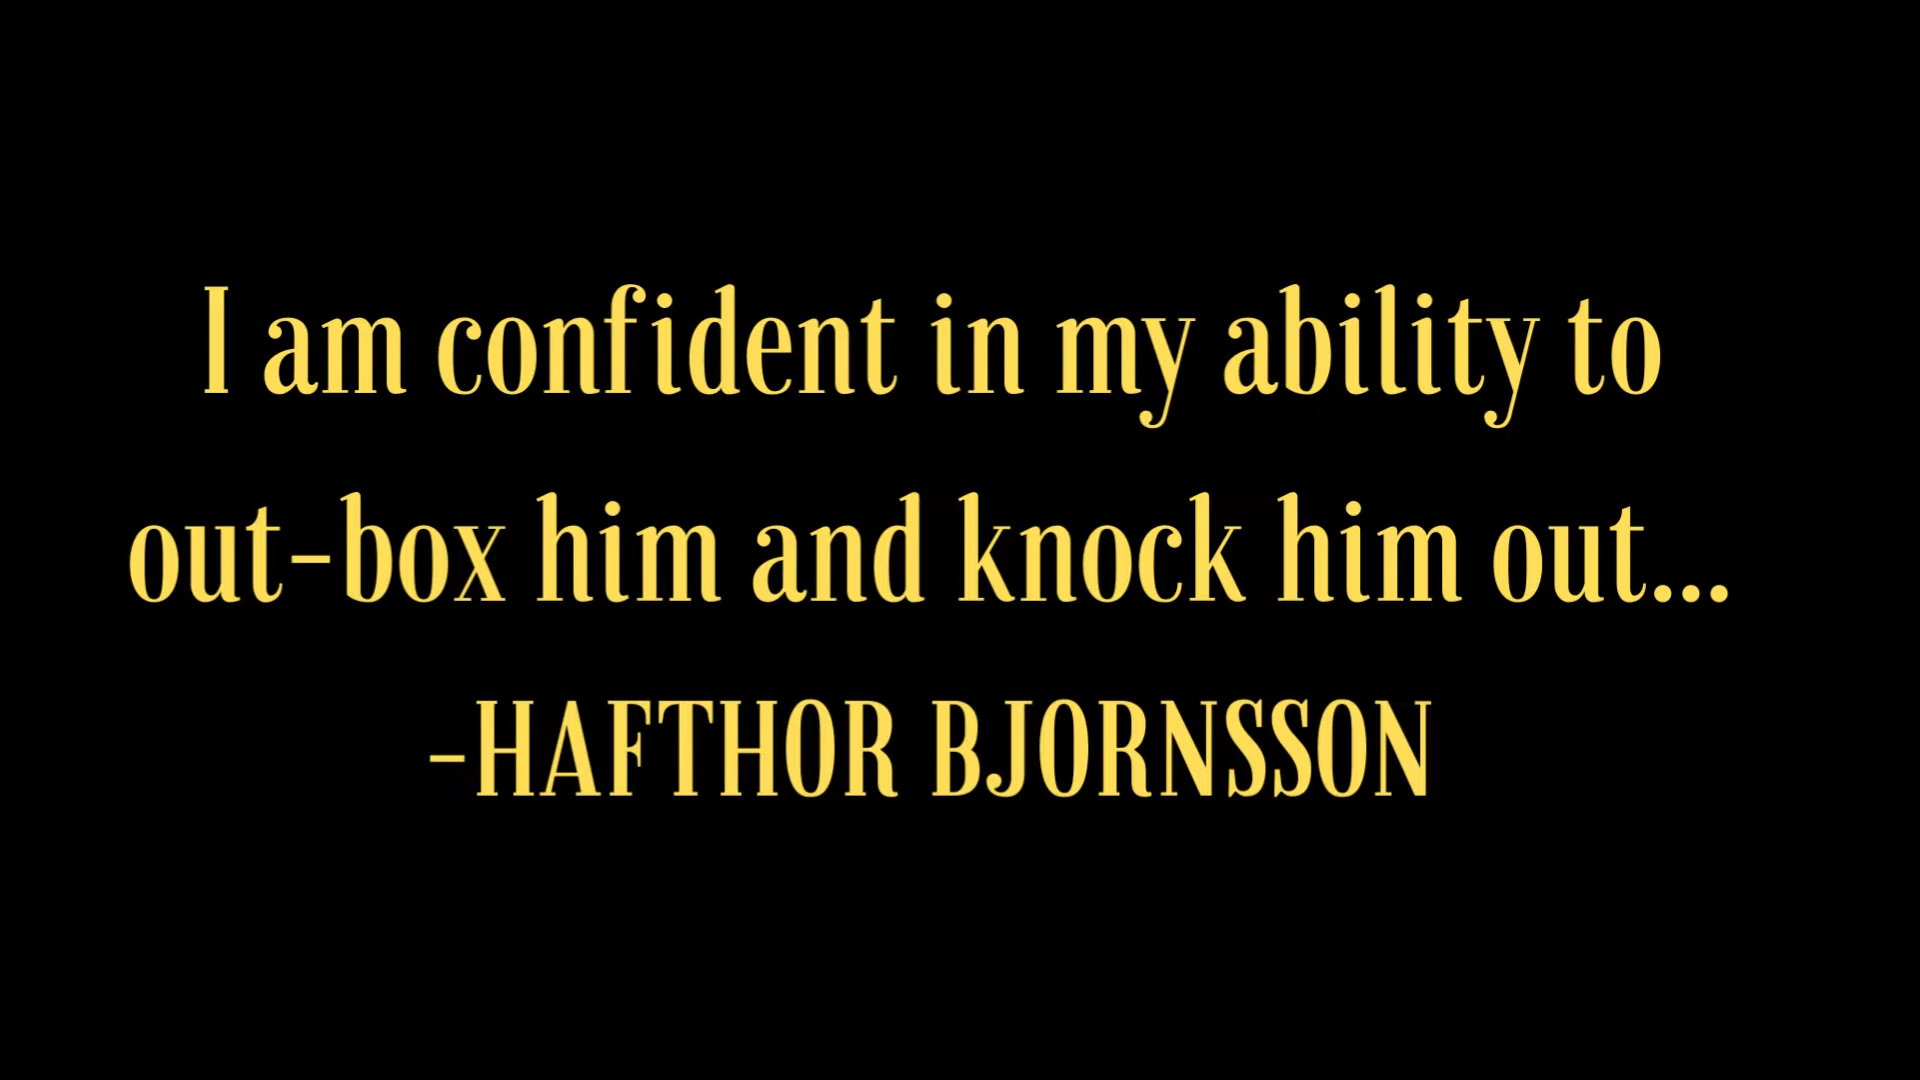 I am confident in my ability to
out-box him and knock him out...
-HAFTHOR BJORNSSON